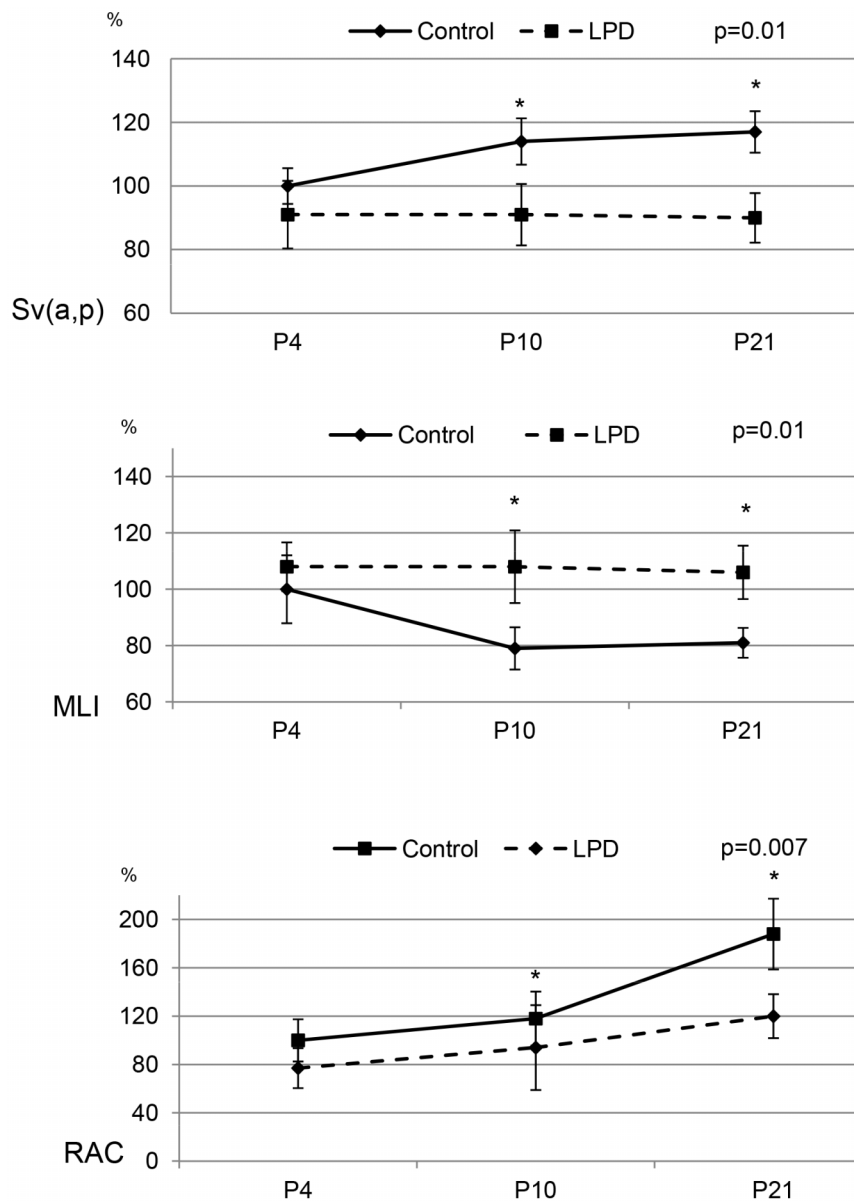 %
Control LPD p=0.01
140
*
*
120
100
80
60
Sv(a,p)
P4 P10 P21
%
Control LPD p=0.01
140
* *
120
100
80
60
MLI
P4 P10 P21
%
Control LPD p=0.007
*
200
160
*
120
80
40
0
RAC
P4 P10 P21